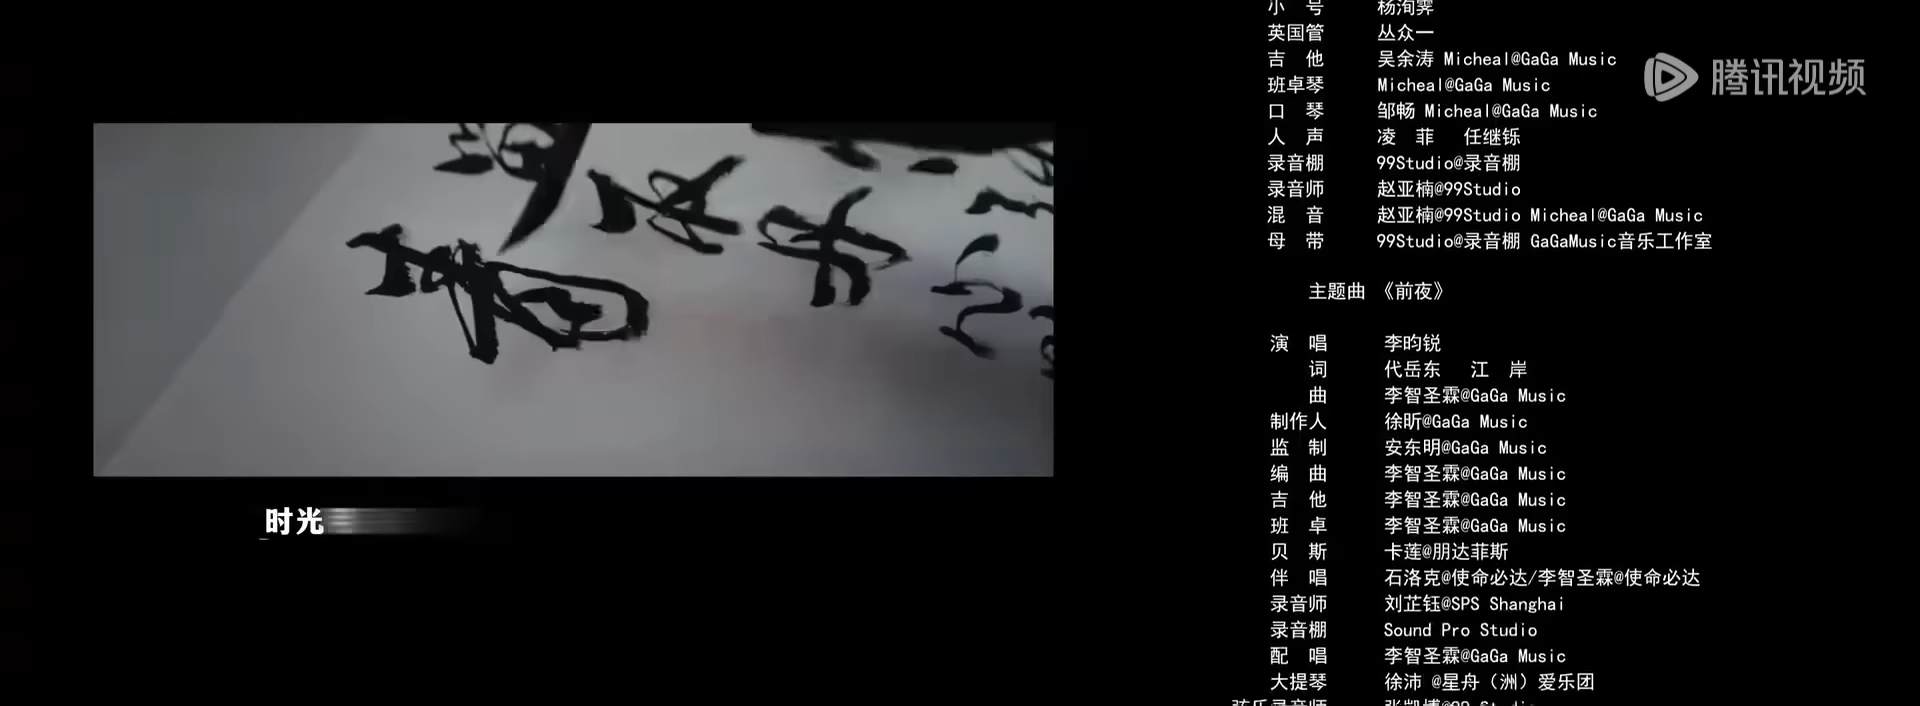 小 号 杨洵霁
英国管 丛众一
吉 他 吴余涛 Micheal@GaGa Music
班卓琴 Micheal@GaGa Music
口 琴 邹畅 Micheal@GaGa Music
人 声 凌 菲 任继铄
录音棚 99Studio@录音棚
录音师 赵亚楠@99Studio
混 音 赵亚楠@99Studio Micheal@GaGa Music
母 带 99Studio@录音棚 GaGaMusic音乐工作室
腾讯视频
主题曲 《前夜》
演 唱 李昀锐
词 代岳东 江 岸
曲 李智圣霖@GaGa Music
制作人 徐昕@GaGa Music
监 制 安东明@GaGa Music
编 曲 李智圣霖@GaGa Music
吉 他 李智圣霖@GaGa Music
班 卓 李智圣霖@GaGa Music
贝 斯 卡莲@朋达菲斯
伴 唱 石洛克@使命必达/李智圣霖@使命必达
录音师 刘芷钰@SPS Shanghai
录音棚 Sound Pro Studio
配 唱 李智圣霖@GaGa Music
大提琴 徐沛 @星舟（洲）爱乐团
时光